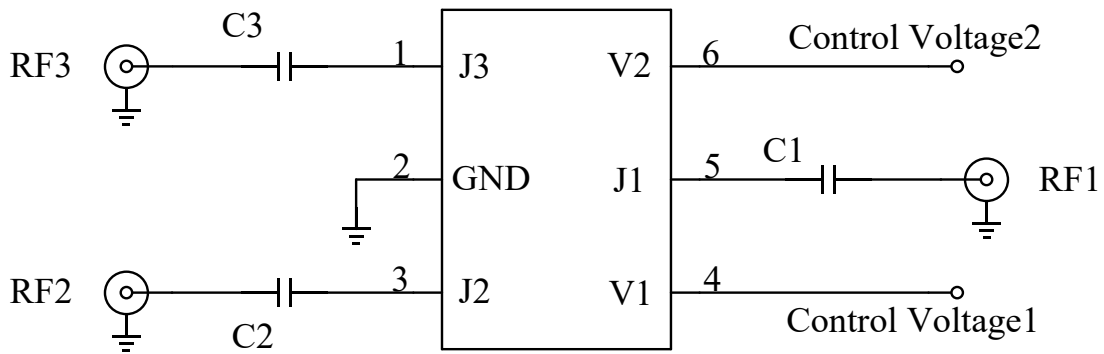 C3
Control Voltage2
RF3
1
J3
V2
6
C1
2
GND
J1
5
RF1
RF2
3
J2
V1
4
C2
Control Voltage1